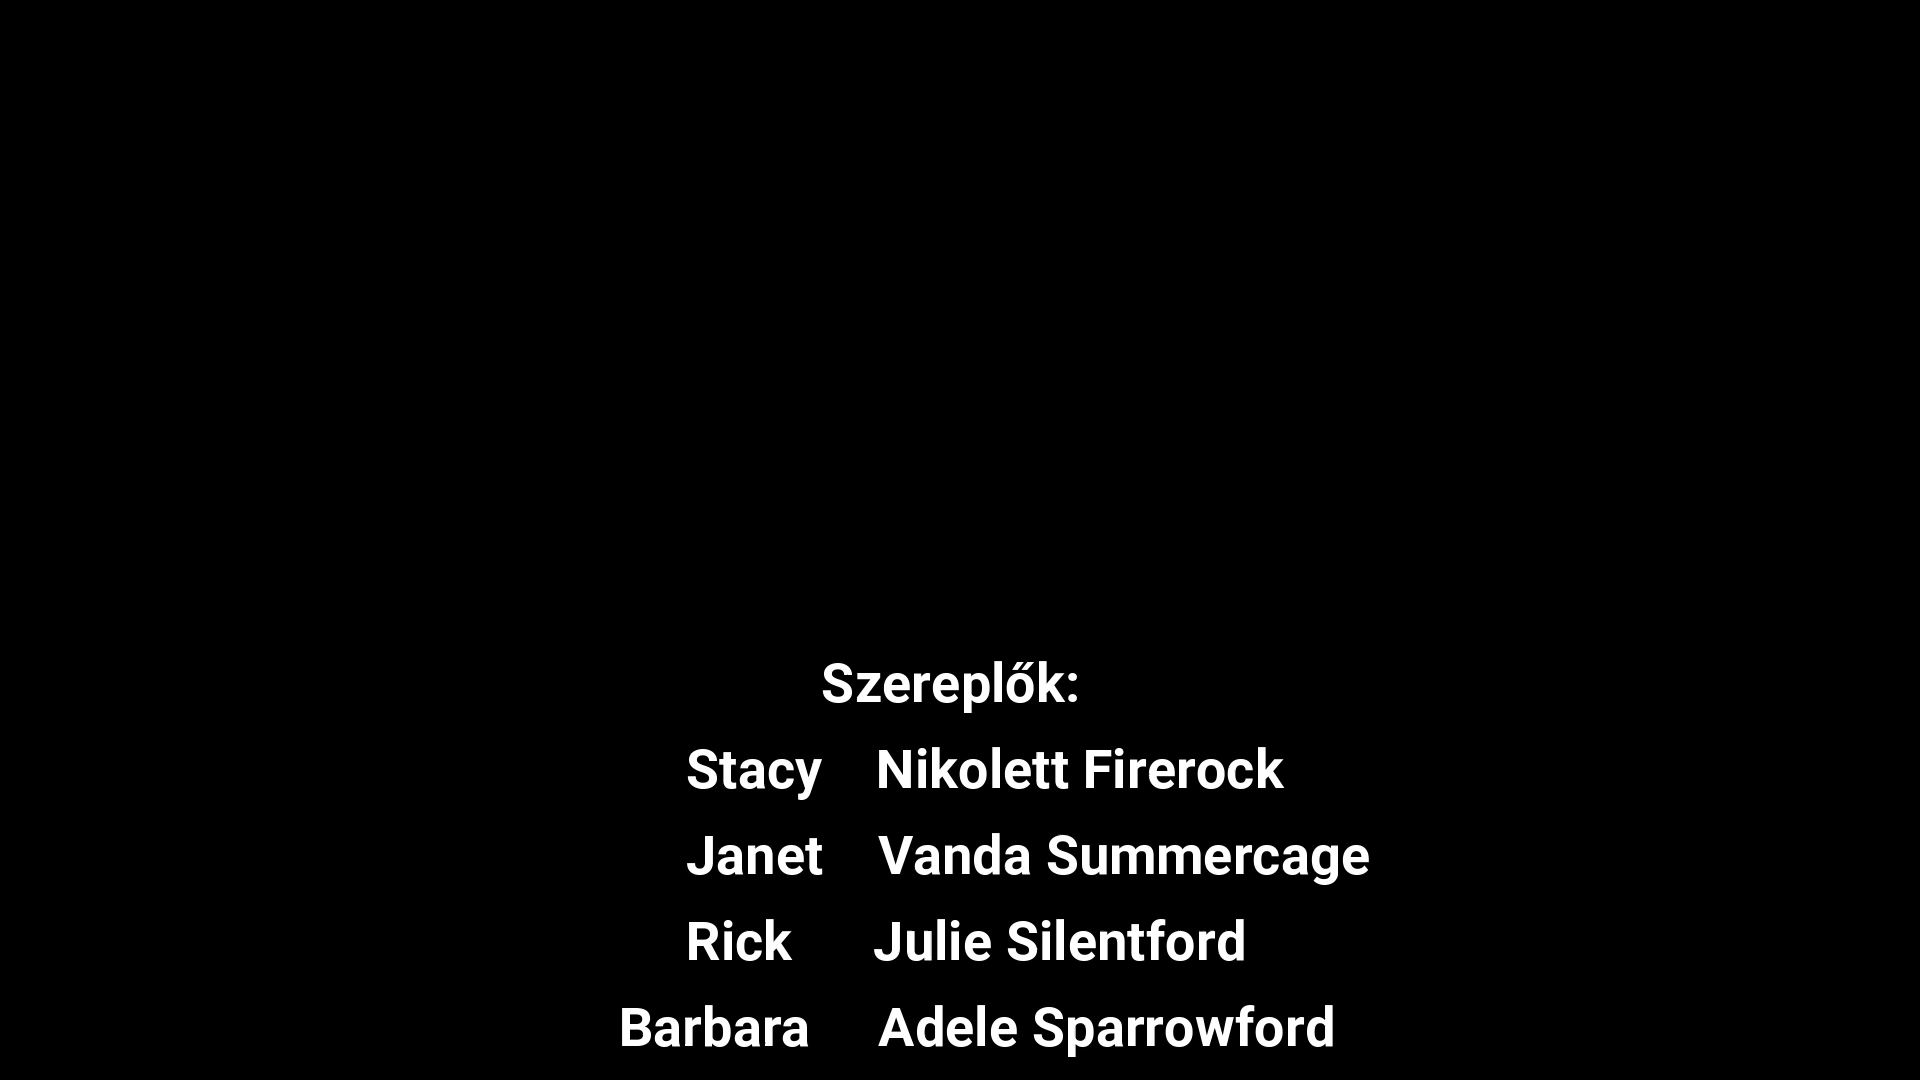 Szereplők:
Stacy Nikolett Firerock
Janet Vanda Summercage
Rick Julie Silentford
Barbara Adele Sparrowford